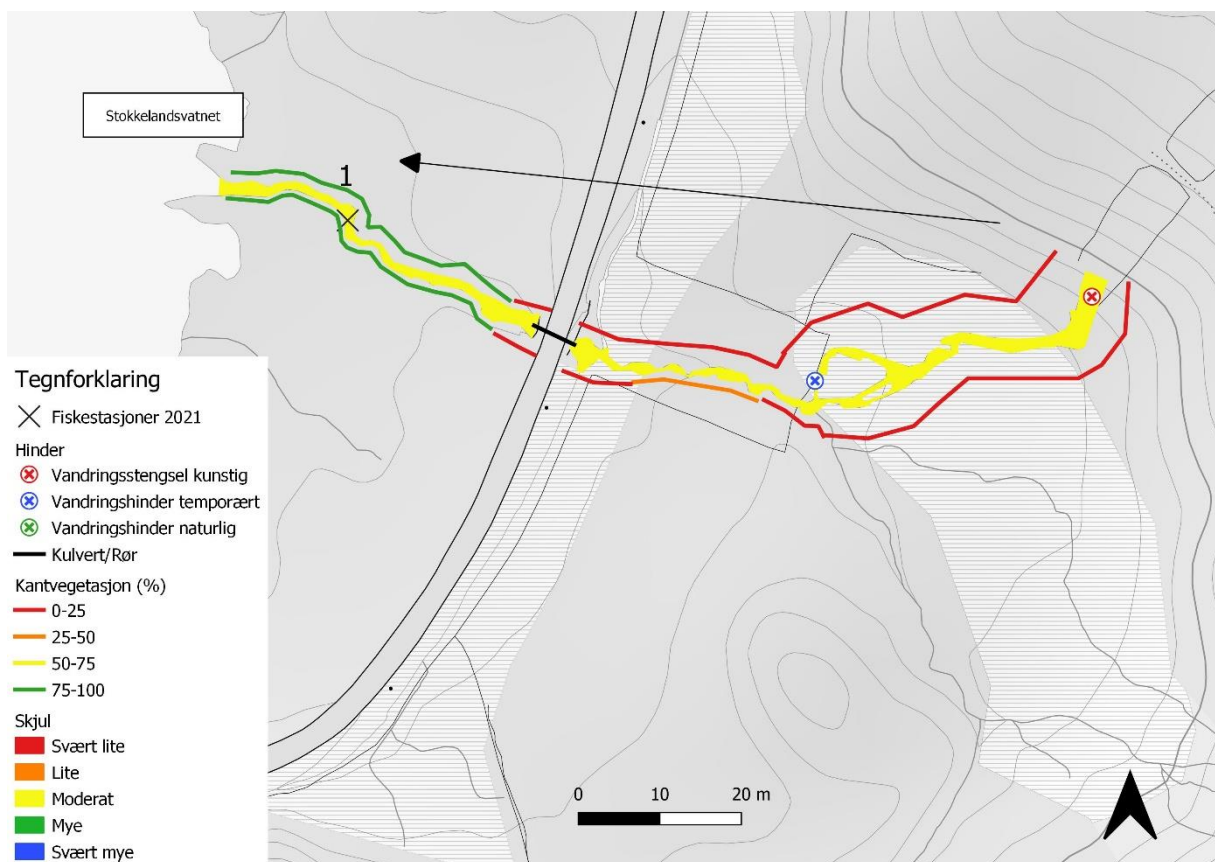 Stokkelandsvatnet
1
Tegnforklaring
Fiskestasjoner 2021
Hinder
Vandringsstengsel kunstig
Vandringshinder temporært
Vandringshinder naturlig
Kulvert/Rør
Kantvegetasjon (%)
0-25
25-50
50-75
75-100
Skjul
Svært lite
Lite
Moderat
Mye
Svært mye
0 10 20 m